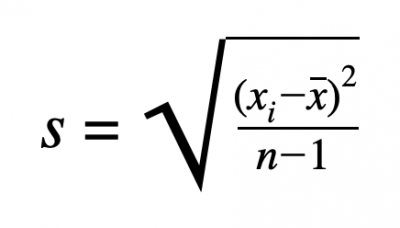 s = √((xᵢ−x̅)²/(n−1))